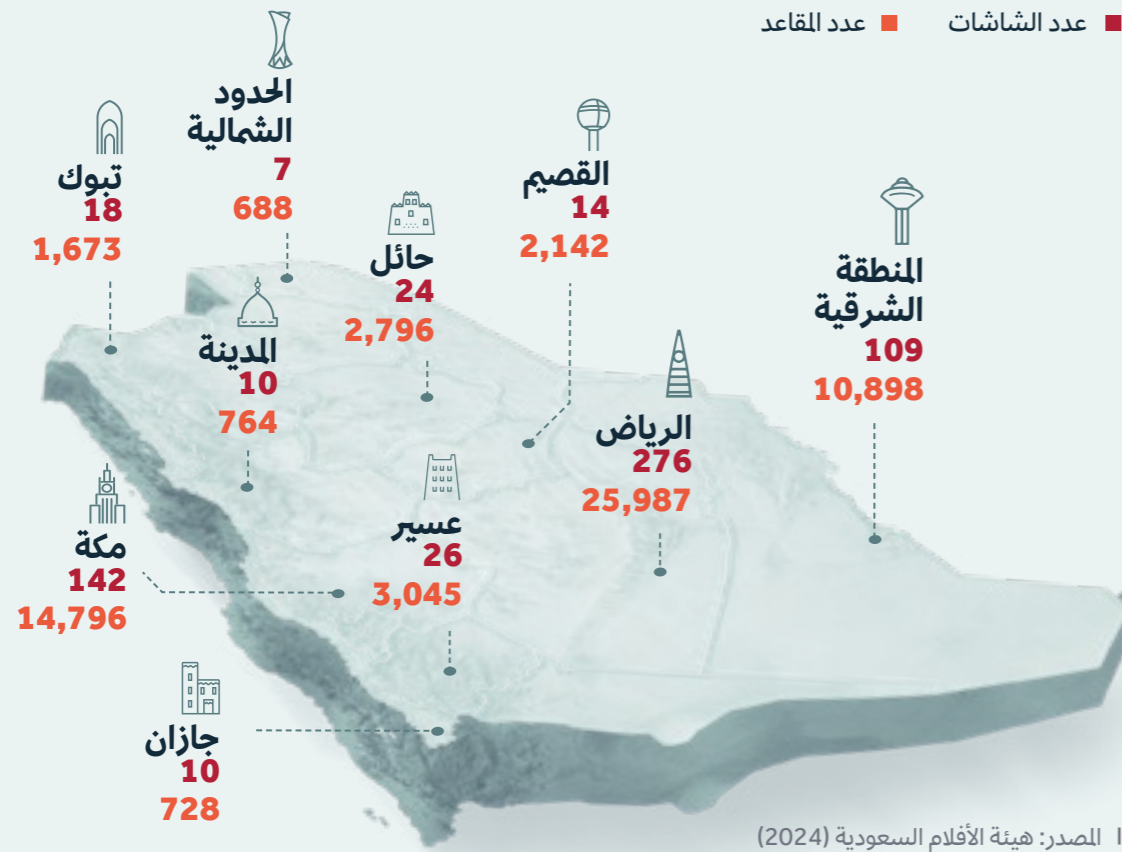 عدد الشاشات
عدد المقاعد
الحدود
الشمالية
7
688
تبوك
18
1,673
القصيم
14
2,142
حائل
24
2,796
المنطقة
الشرقية
109
10,898
المدينة
10
764
الرياض
276
25,987
عسير
26
3,045
مكة
142
14,796
جازان
10
728
المصدر: هيئة الأفلام السعودية (2024)